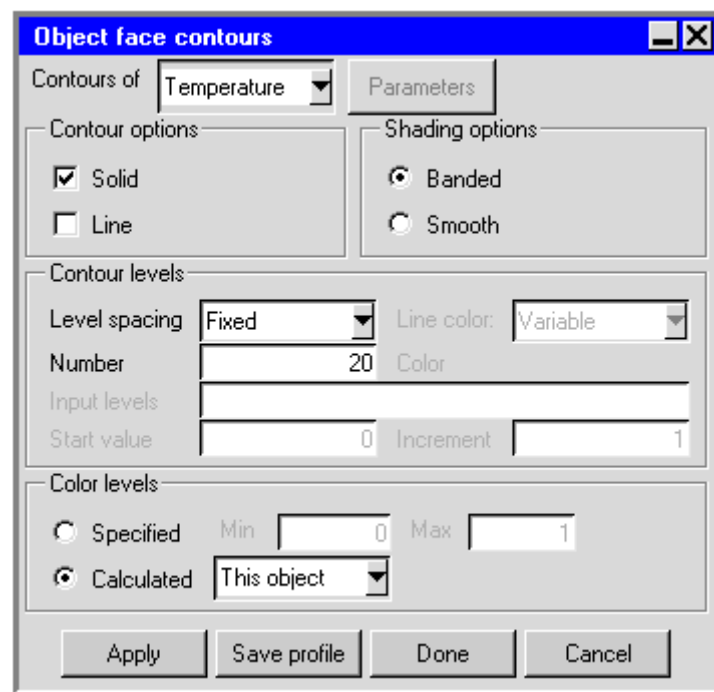 Object face contours
Contours of Temperature Parameters
Contour options Shading options
Solid Banded
Line Smooth
Contour levels
Level spacing Fixed Line color: Variable
Number 20 Color
Input levels
Start value 0 Increment 1
Color levels
Specified Min 0 Max 1
Calculated This object
Apply Save profile Done Cancel